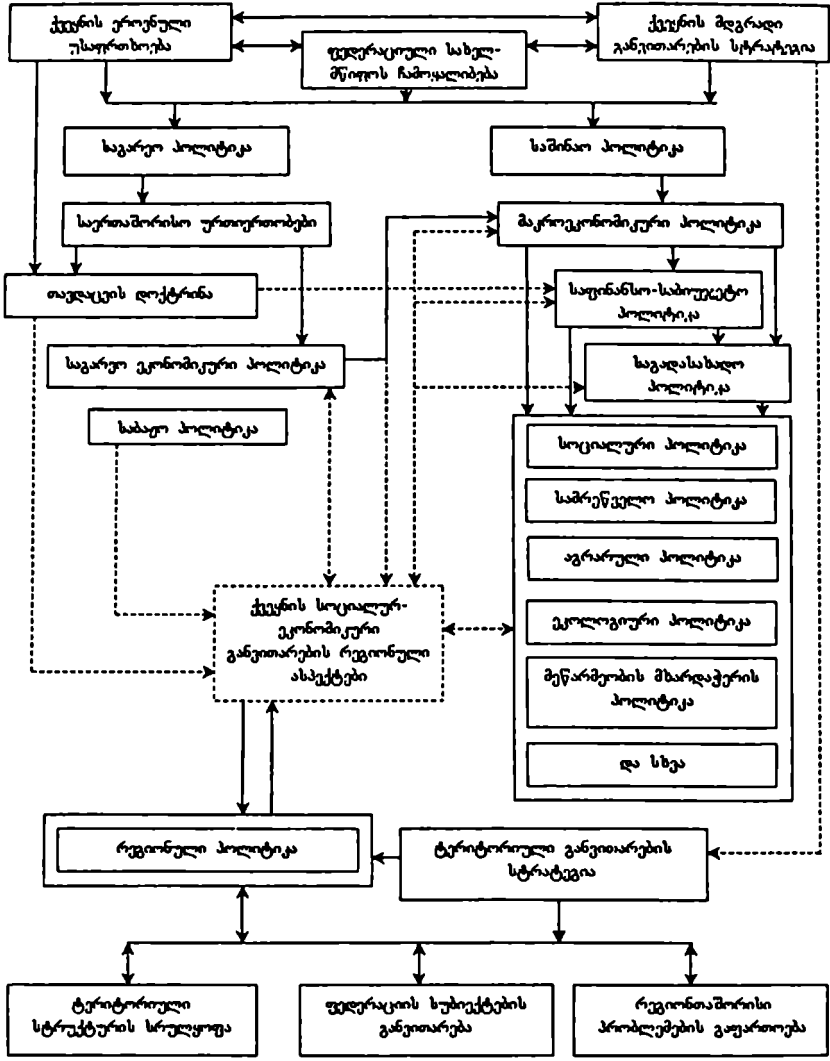 ქვეყნის ეროვნული
უსაფრთხოება
ქვეყნის მდგრადი
განვითარების სტრატეგია
ფედერაციული სახელ-
მწიფოს ჩამოყალიბება
საგარეო პოლიტიკა
საშინაო პოლიტიკა
საერთაშორისო ურთიერთობები
მაკროეკონომიკური პოლიტიკა
თავდაცვის დოქტრინა
საფინანსო-საბიუჯეტო
პოლიტიკა
საგარეო ეკონომიკური პოლიტიკა
საგადასახადო
პოლიტიკა
საბაჟო პოლიტიკა
სოციალური პოლიტიკა
სამრეწველო პოლიტიკა
აგრარული პოლიტიკა
ქვეყნის სოციალურ-
ეკონომიკური
განვითარების რეგიონული
ასპექტები
ეკოლოგიური პოლიტიკა
მეწარმეობის მხარდაჭერის
პოლიტიკა
და სხვა
რეგიონული პოლიტიკა
ტერიტორიული განვითარების
სტრატეგია
ტერიტორიული
სტრუქტურის სრულყოფა
ფედერაციის სუბიექტების
განვითარება
რეგიონთაშორისი
პრობლემების გაფართოება